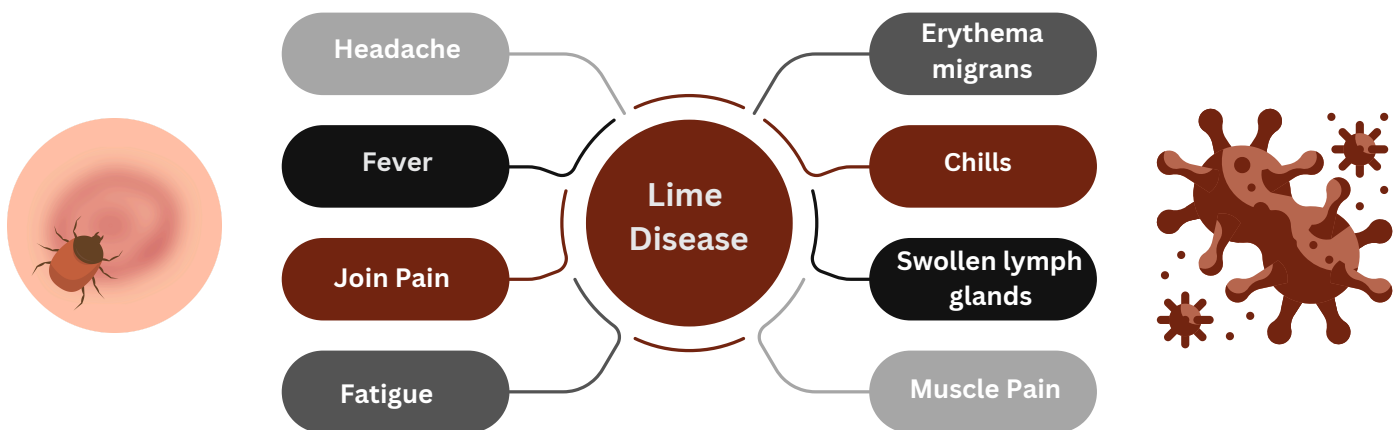 Headache
Fever
Join Pain
Fatigue
Lime
Disease
Erythema
migrans
Chills
Swollen lymph
glands
Muscle Pain